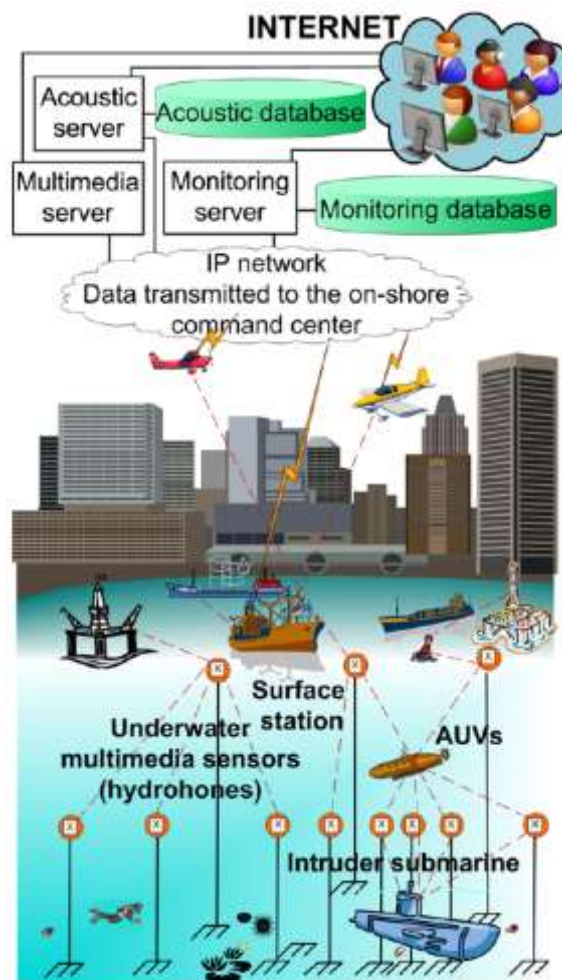 INTERNET
Acoustic
server
Acoustic database
Multimedia
server
Monitoring
server
Monitoring database
IP network
Data transmitted to the on-shore
command center
Surface
station
Underwater
multimedia sensors
(hydrohones)
AUVs
Intruder submarine